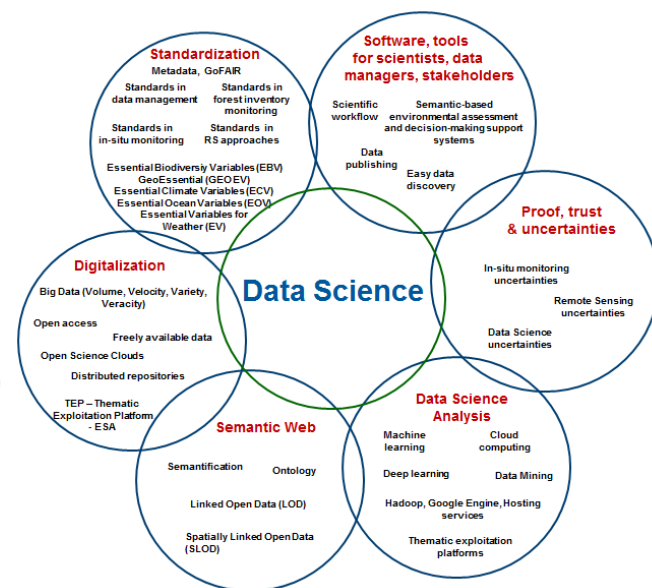 Standardization
Metadata, GoFAIR
Standards in
data management
Standards in
forest inventory
monitoring
Standards in
in-situ monitoring
Standards in
RS approaches
Essential Biodiversiy Variables (EBV)
GeoEssential (GEO EV)
Essential Climate Variables (ECV)
Essential Ocean Variables (EOV)
Essential Variables for
Weather (EV)
Software, tools
for scientists, data
managers, stakeholders
Scientific
workflow
Semantic-based
environmental assessment
and decision-making support
systems
Data
publishing
Easy data
discovery
Proof, trust
& uncertainties
In-situ monitoring
uncertainties
Remote Sensing
uncertainties
Data Science
uncertainties
Data Science
Digitalization
Big Data (Volume, Velocity, Variety,
Veracity)
Open access
Freely available data
Open Science Clouds
Distributed repositories
TEP – Thematic
Exploitation Platform
- ESA
Semantic Web
Semantification
Ontology
Linked Open Data (LOD)
Spatially Linked Open Data
(SLOD)
Data Science
Analysis
Machine
learning
Cloud
computing
Deep learning
Data Mining
Hadoop, Google Engine, Hosting
services
Thematic exploitation
platforms